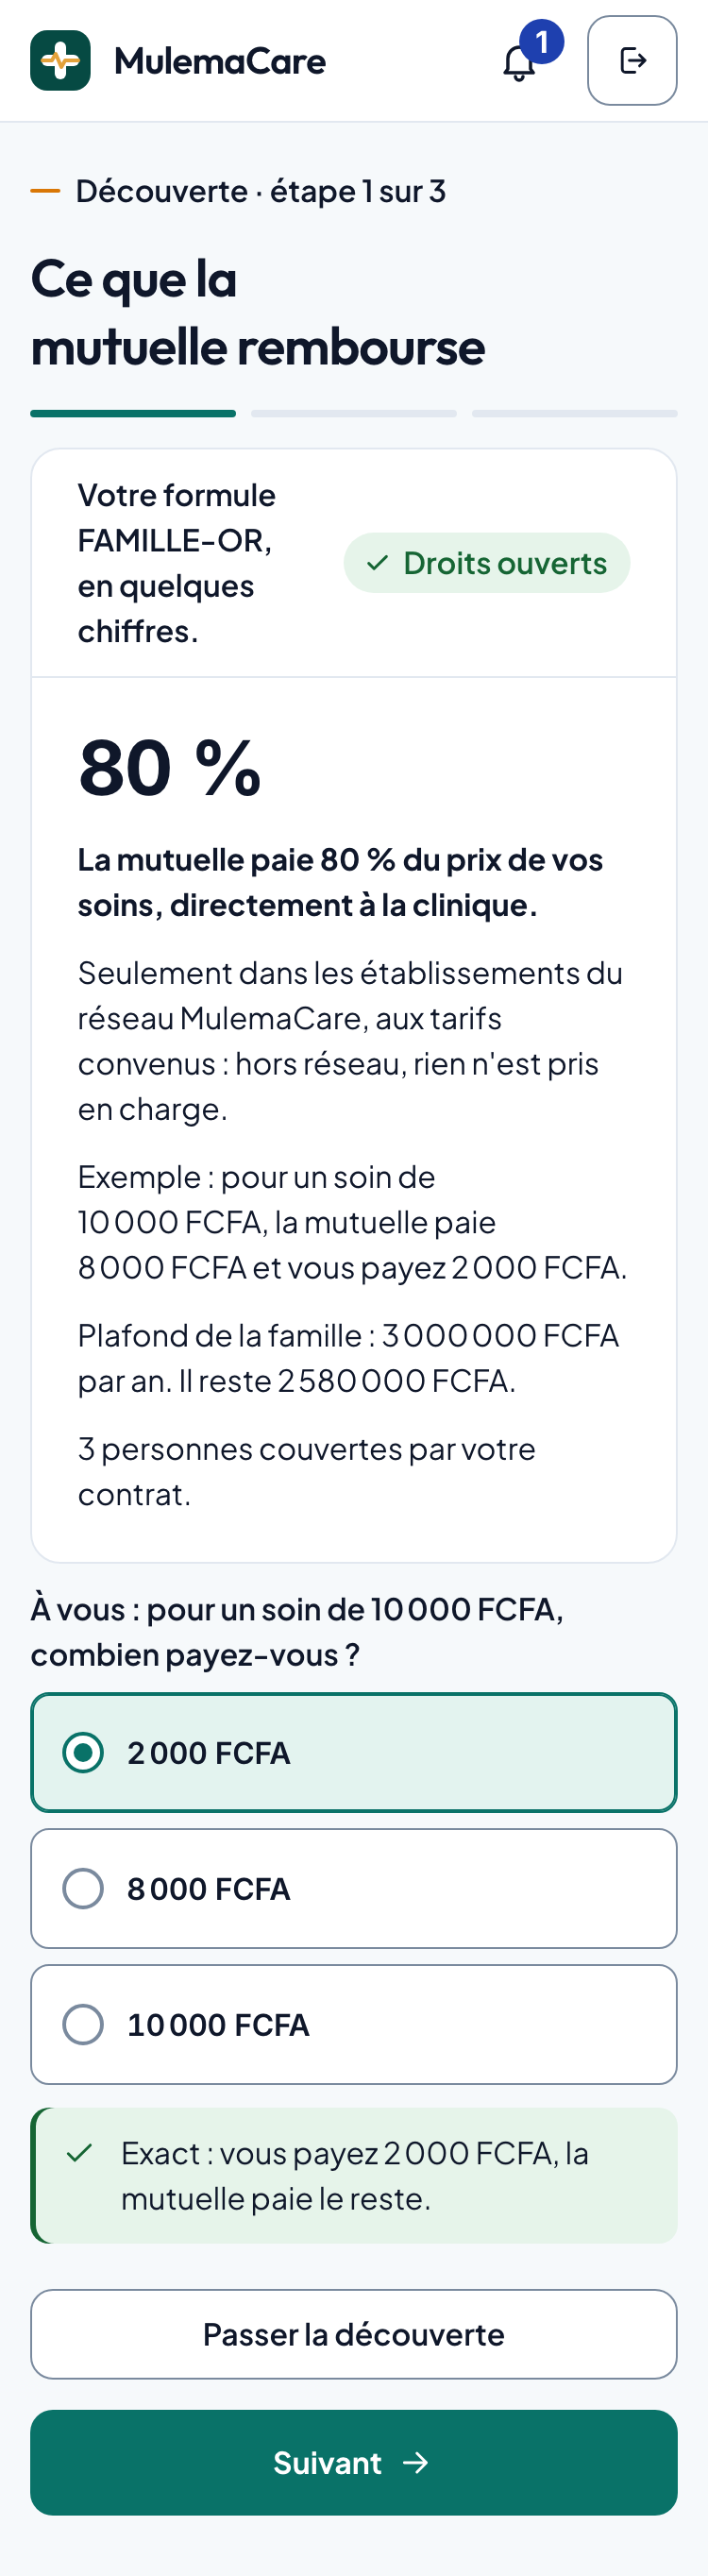 MulemaCare
1
Découverte · étape 1 sur 3
Ce que la
mutuelle rembourse
Votre formule
FAMILLE-OR,
en quelques
chiffres.
Droits ouverts
80 %
La mutuelle paie 80 % du prix de vos
soins, directement à la clinique.
Seulement dans les établissements du
réseau MulemaCare, aux tarifs
convenus : hors réseau, rien n'est pris
en charge.
Exemple : pour un soin de
10 000 FCFA, la mutuelle paie
8 000 FCFA et vous payez 2 000 FCFA.
Plafond de la famille : 3 000 000 FCFA
par an. Il reste 2 580 000 FCFA.
3 personnes couvertes par votre
contrat.
À vous : pour un soin de 10 000 FCFA,
combien payez-vous ?
2 000 FCFA
8 000 FCFA
10 000 FCFA
Exact : vous payez 2 000 FCFA, la
mutuelle paie le reste.
Passer la découverte
Suivant